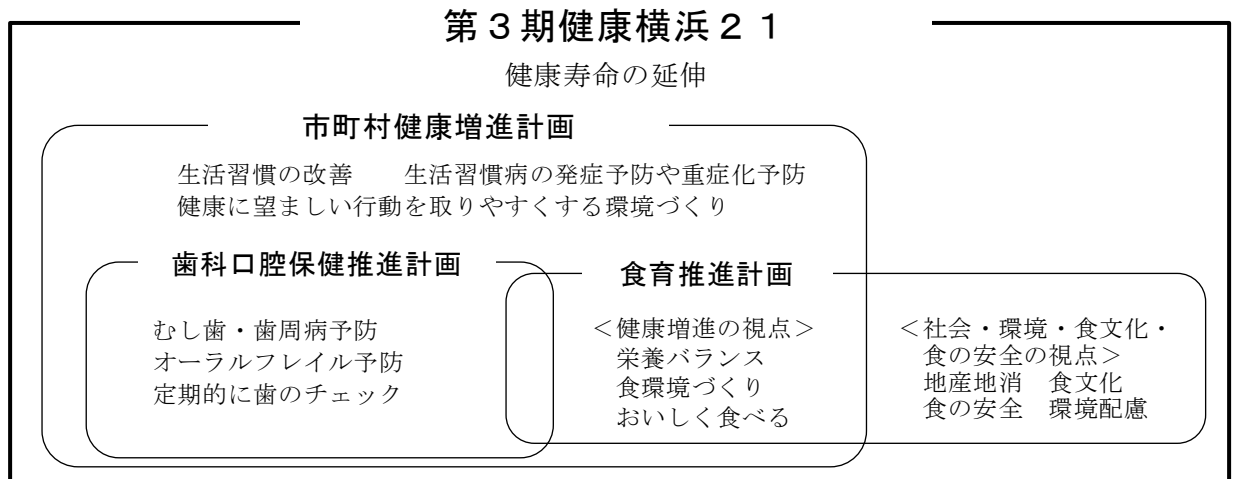 第３期健康横浜２１
健康寿命の延伸
市町村健康増進計画
生活習慣の改善　　生活習慣病の発症予防や重症化予防
健康に望ましい行動を取りやすくする環境づくり
歯科口腔保健推進計画
むし歯・歯周病予防
オーラルフレイル予防
定期的に歯のチェック
食育推進計画
＜健康増進の視点＞
栄養バランス
食環境づくり
おいしく食べる
＜社会・環境・食文化・
食の安全の視点＞
地産地消　食文化
食の安全　環境配慮